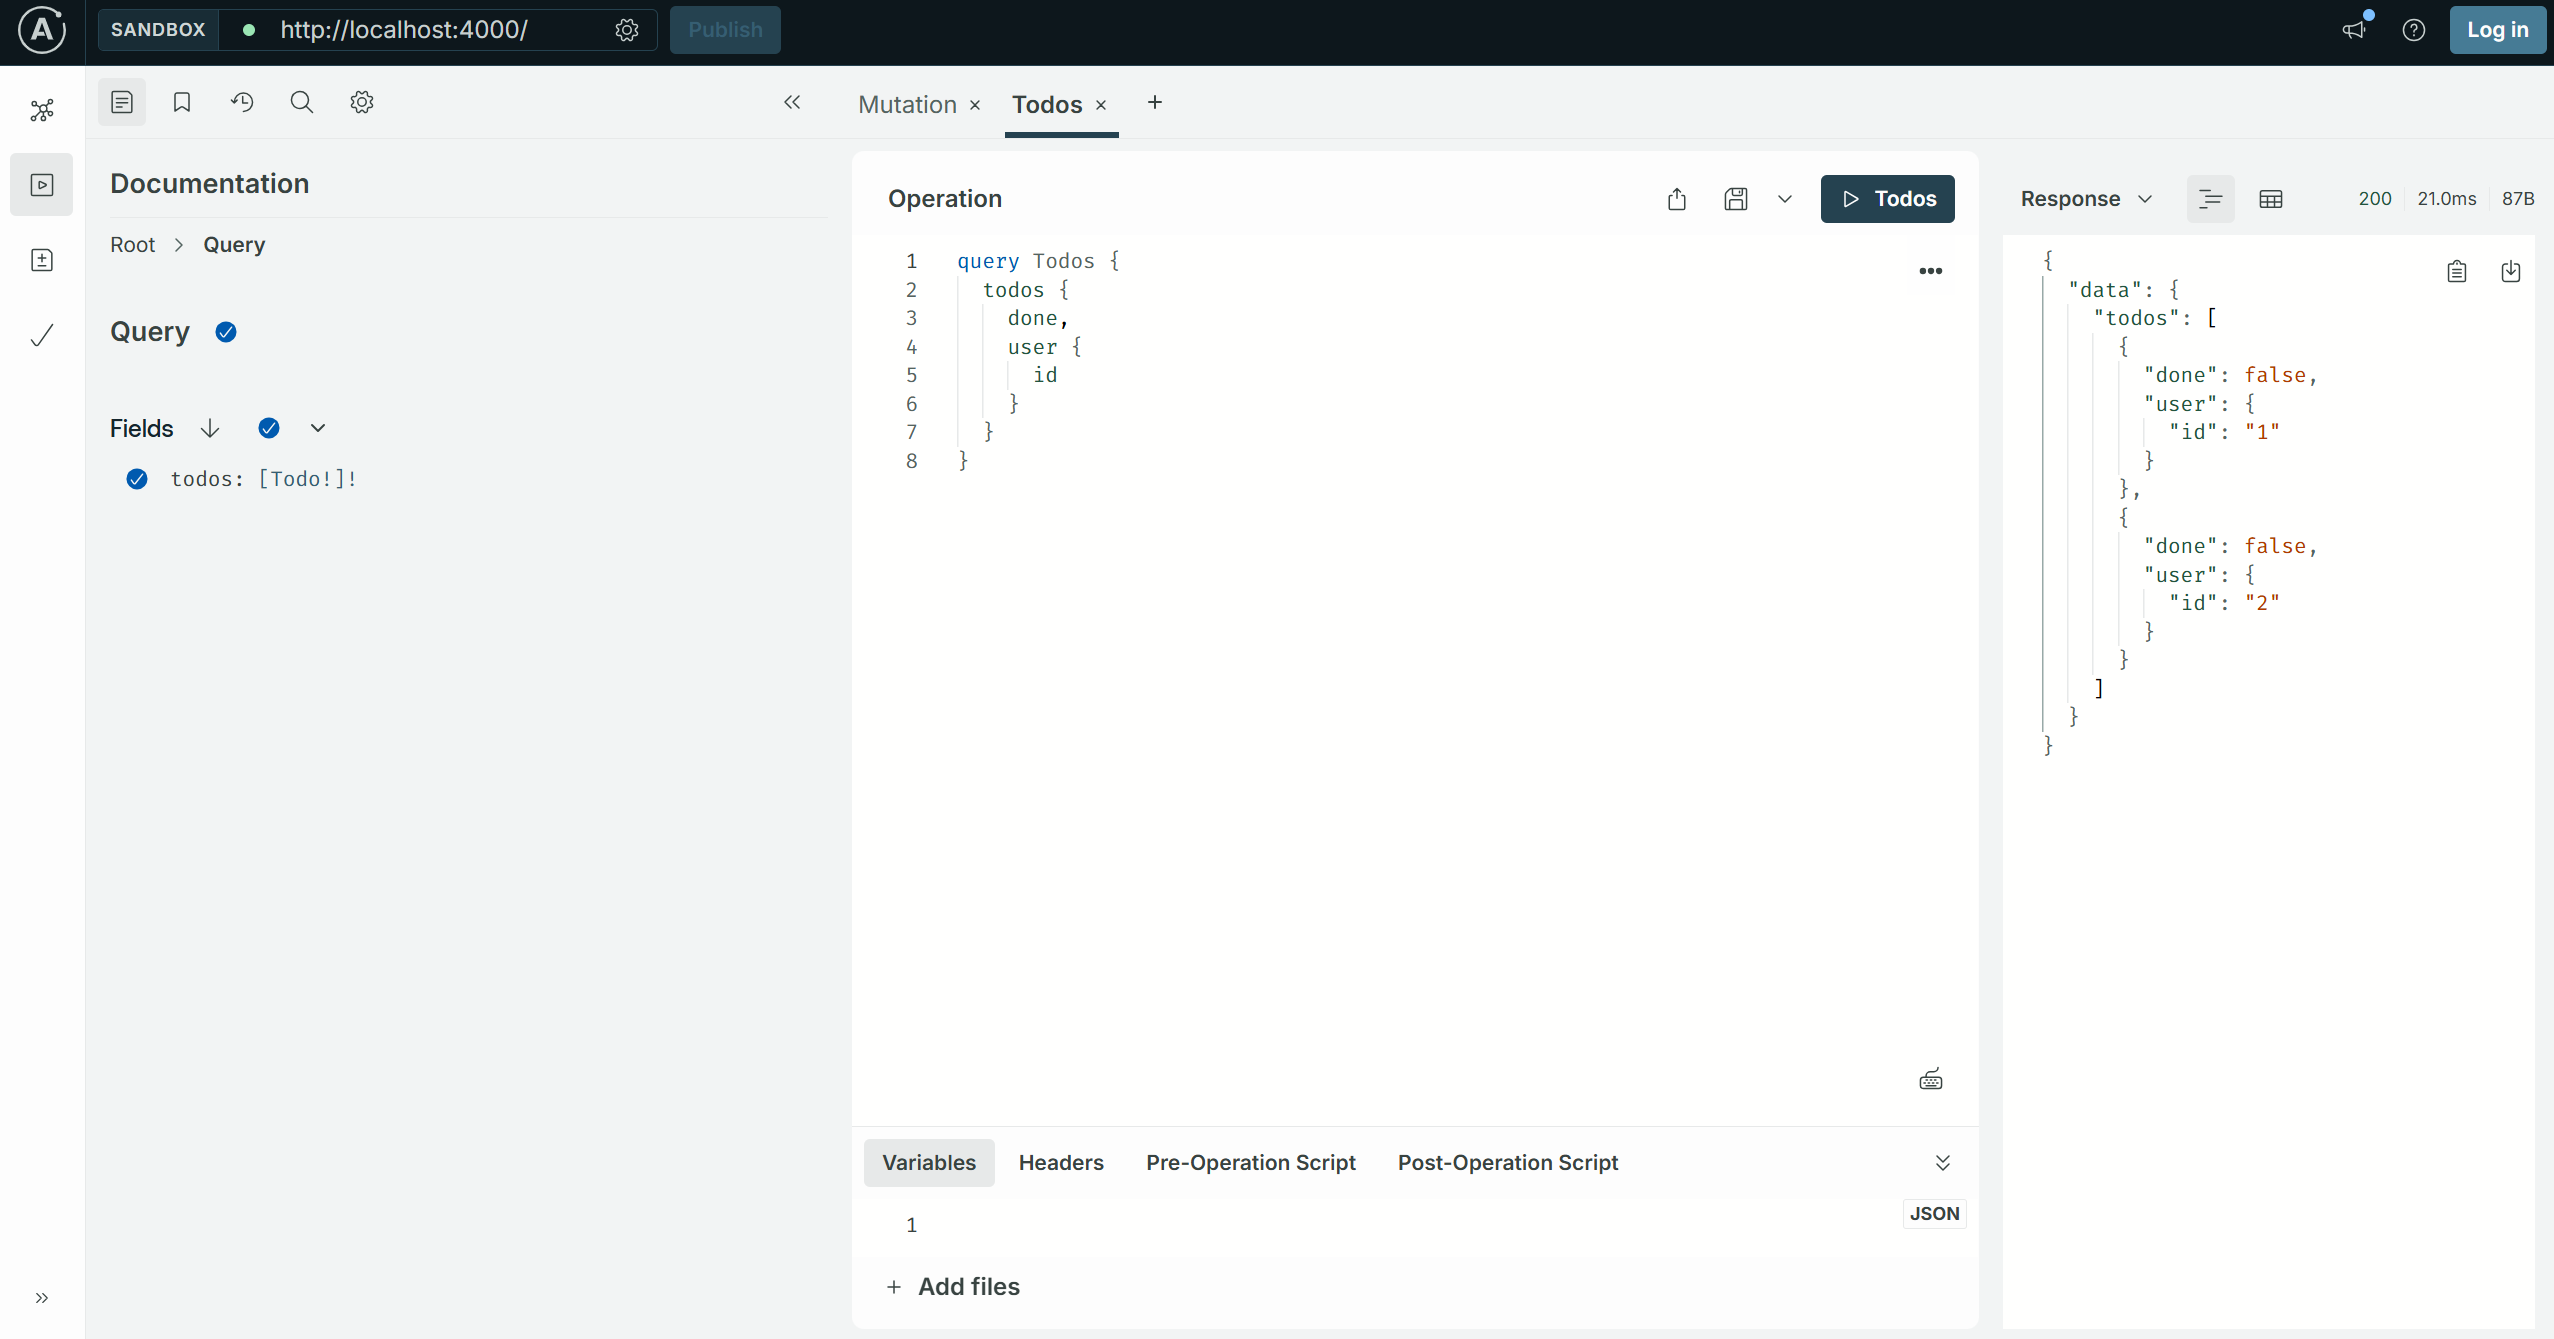 SANDBOX http://localhost:4000/ Publish Log in
Mutation × Todos × +
Documentation
Root > Query
Query
Fields
todos: [Todo!]!
Operation
Todos
1 query Todos {
2 todos {
3 done,
4 user {
5 id
6 }
7 }
8 }
Variables Headers Pre-Operation Script Post-Operation Script
1
JSON
+ Add files
Response 200 21.0ms 87B
{
"data": {
"todos": [
{
"done": false,
"user": {
"id": "1"
}
},
{
"done": false,
"user": {
"id": "2"
}
}
]
}
}